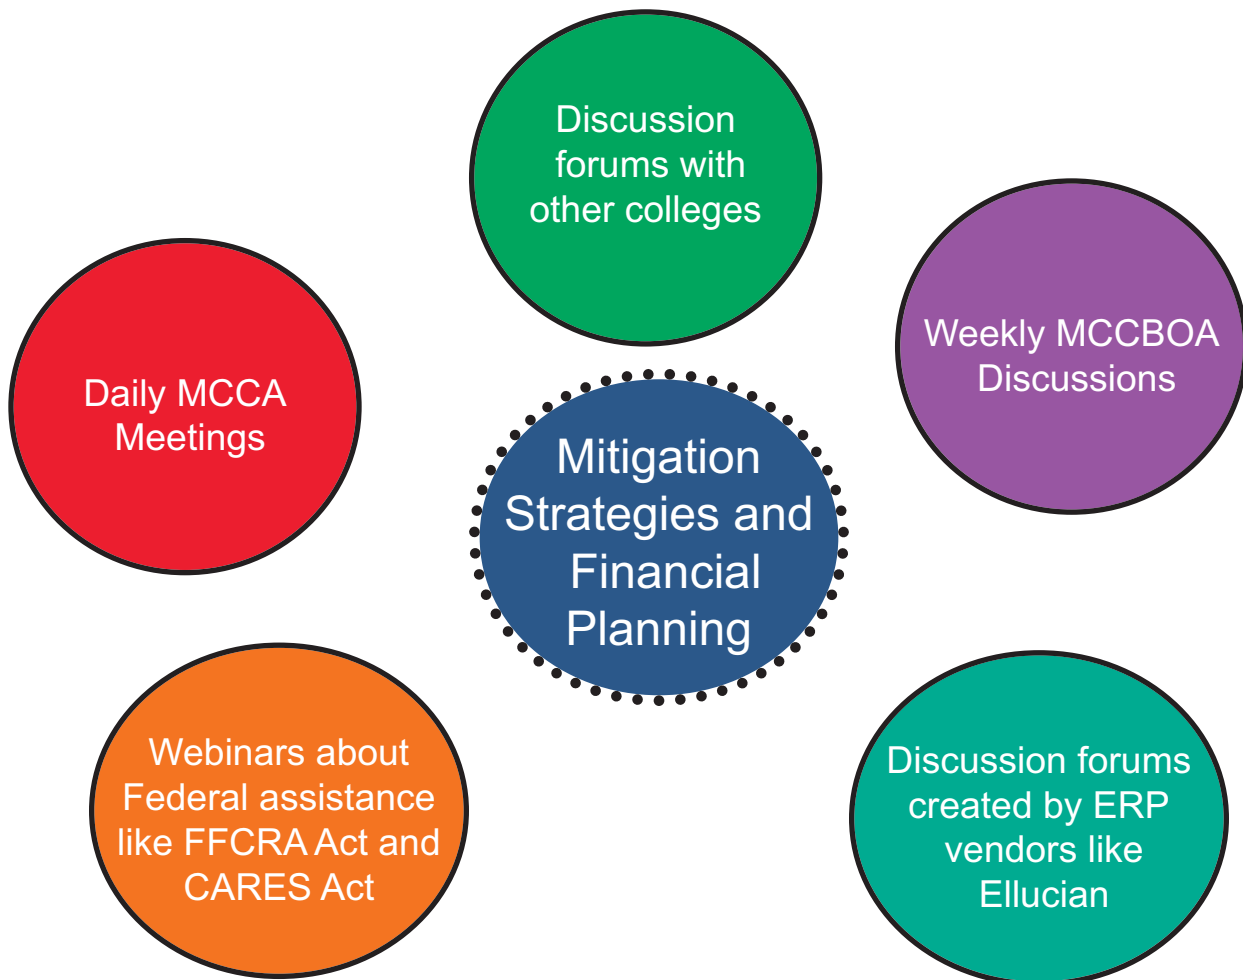 Discussion
forums with
other colleges
Weekly MCCBOA
Discussions
Daily MCCA
Meetings
Mitigation
Strategies and
Financial
Planning
Webinars about
Federal assistance
like FFCRA Act and
CARES Act
Discussion forums
created by ERP
vendors like
Ellucian